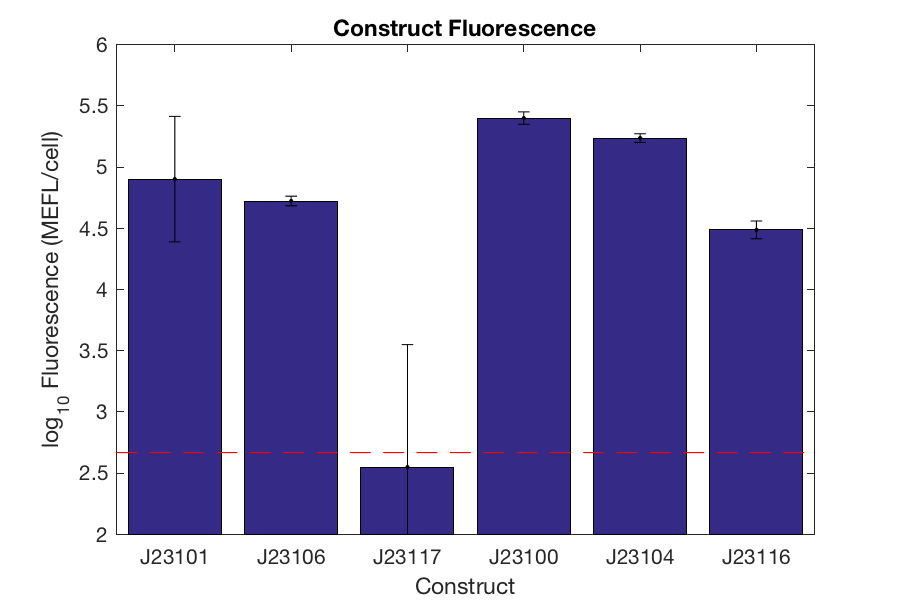 Construct Fluorescence
log10 Fluorescence (MEFL/cell)
6
5.5
5
4.5
4
3.5
3
2.5
2
J23101 J23106 J23117 J23100 J23104 J23116
Construct